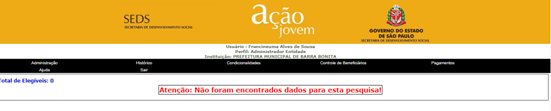 SEDS
SECRETARIA DE DESENVOLVIMENTO SOCIAL
ação
jovem
GOVERNO DO ESTADO
DE SÃO PAULO
SECRETARIA DE DESENVOLVIMENTO SOCIAL
Usuário - Francineuma Alves de Sousa
Perfil: Administrador Entidade
Instituição: PREFEITURA MUNICIPAL DE BARRA BONITA
Administração Histórico Condicionalidades Controle de Beneficiários Pagamentos
Ajuda Sair
Total de Elegíveis: 0
Atenção: Não foram encontrados dados para esta pesquisa!